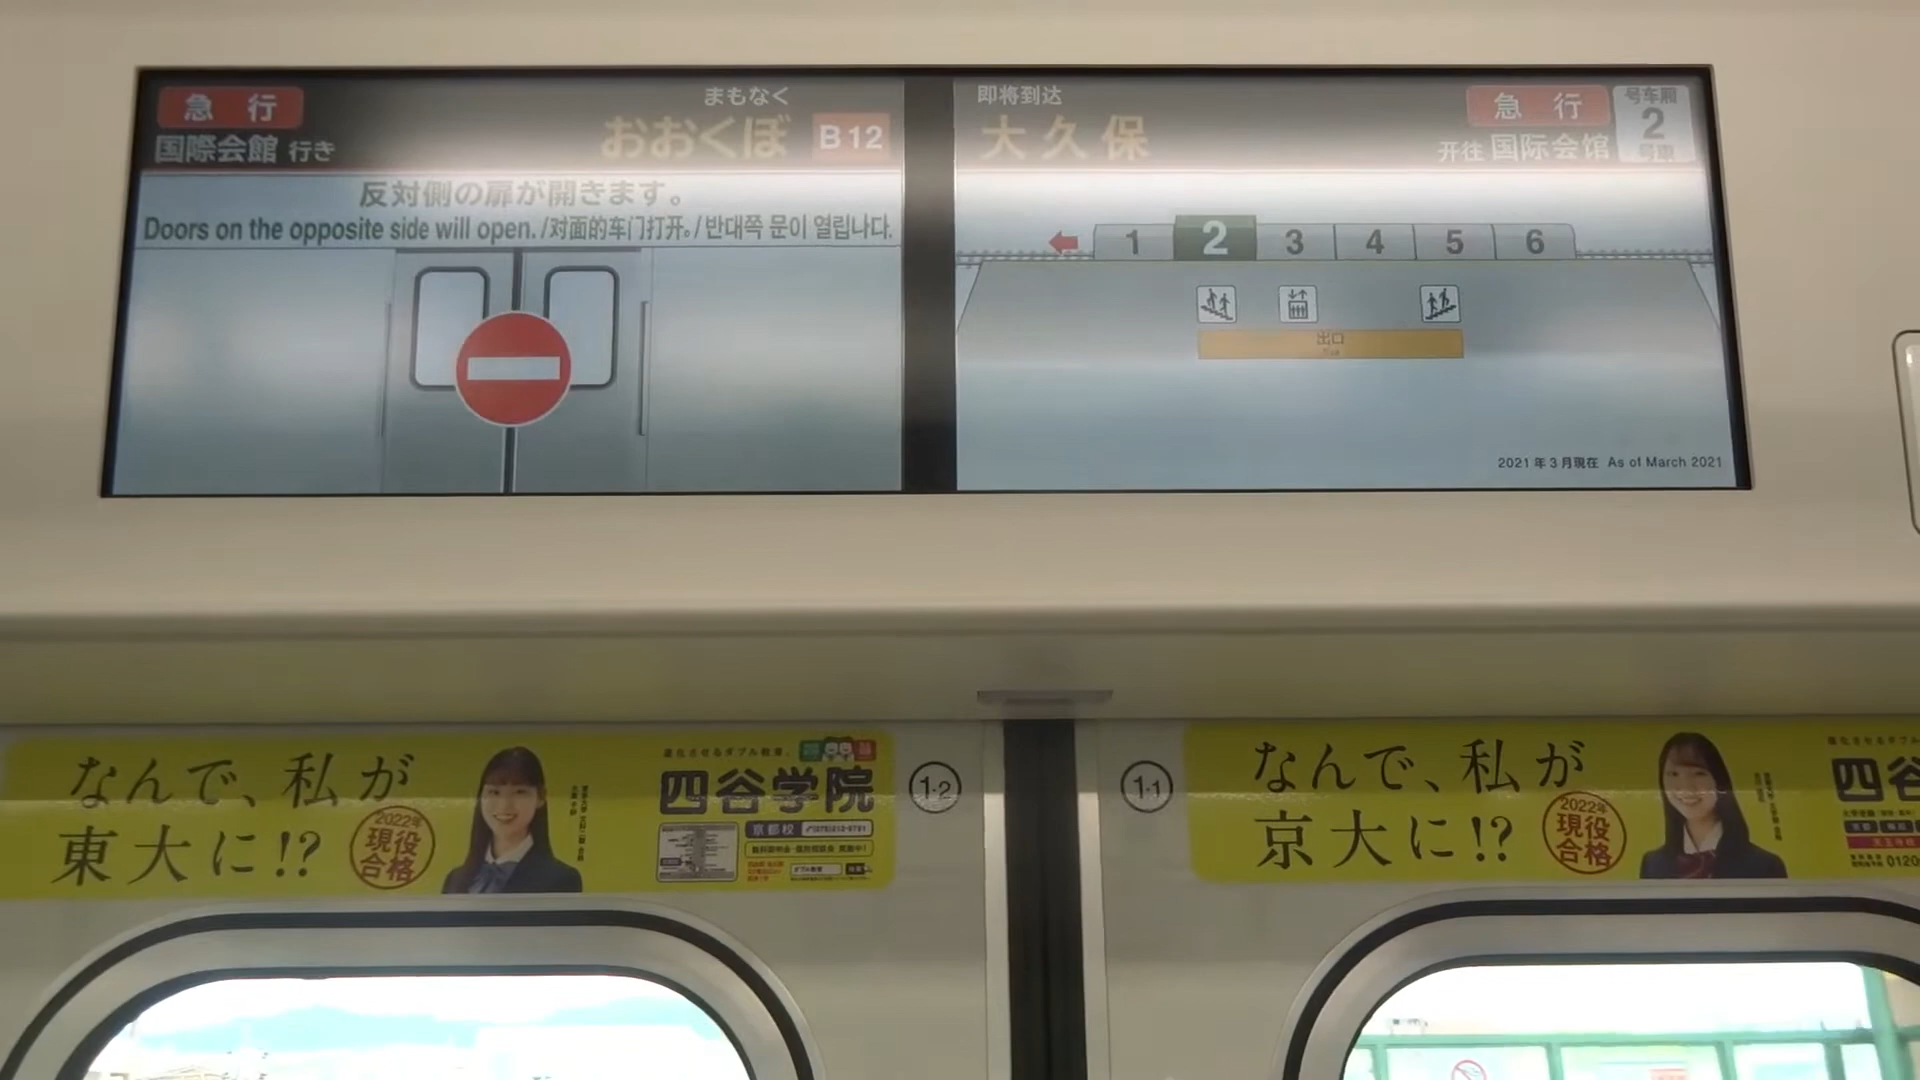 急 行
国際会館 行き
まもなく
おおくぼ B12
反対側の扉が開きます。
Doors on the opposite side will open. /对面的车门打开。/ 반대쪽 문이 열립니다.
即将到达
大久保
急 行
开往 国际会馆
号车厢
2
1 2 3 4 5 6
出口
2021年3月現在 As of March 2021
なんで、私が
東大に!?
2022年
現役
合格
四谷学院
京都校
1-2
1-1
なんで、私が
京大に!?
2022年
現役
合格
四谷
0120